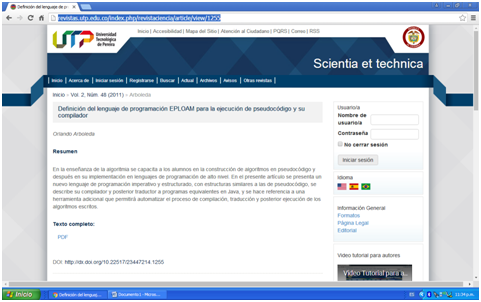 Definición del lenguaje de p
revistas.utp.edu.co/index.php/revistaciencia/article/view/1255
UTP
Universidad
Tecnológica
de Pereira
Inicio | Accesibilidad | Mapa del Sitio | Atención al Ciudadano | PQRS | Correo | RSS
Scientia et technica
Inicio | Acerca de | Iniciar sesión | Registrarse | Buscar | Actual | Archivos | Avisos | Otras revistas
Inicio > Vol. 2, Núm. 48 (2011) > Arboleda
Definición del lenguaje de programación EPLOAM para la ejecución de pseudocódigo y su
compilador
Orlando Arboleda
Resumen
En la enseñanza de la algoritmia se capacita a los alumnos en la construcción de algoritmos en pseudocódigo y
después en su implementación en lenguajes de programación de alto nivel. En el presente artículo se presenta un
nuevo lenguaje de programación imperativo y estructurado, con estructuras similares a las de pseudocódigo, se
describe su compilador y posterior traductor a programas equivalentes en Java, y se hace referencia a una
herramienta adicional que permitirá automatizar el proceso de compilación, traducción y posterior ejecución de los
algoritmos escritos.
Texto completo:
PDF
DOI: http://dx.doi.org/10.22517/23447214.1255
Usuario/a
Nombre de
usuario/a
Contraseña
No cerrar sesión
Iniciar sesión
Idioma
Información General
Formatos
Página Legal
Editorial
Video tutorial para autores
Video Tutorial para a...
Inicio
Definición del lenguaj...
Documento1 - Micros...
ES
11:34 p.m.